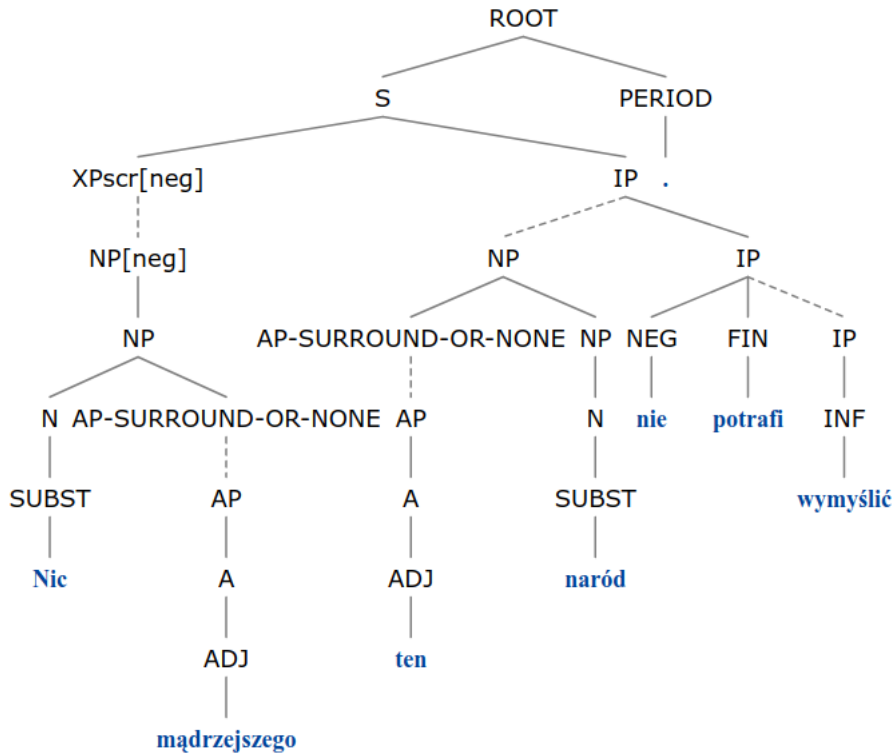 ROOT
S PERIOD
XPscr[neg] IP .
NP[neg] NP IP
NP AP-SURROUND-OR-NONE NP NEG FIN IP
N AP-SURROUND-OR-NONE AP N nie potrafi INF
SUBST AP A SUBST wymyślić
Nic A ADJ naród
ADJ ten
mądrzejszego